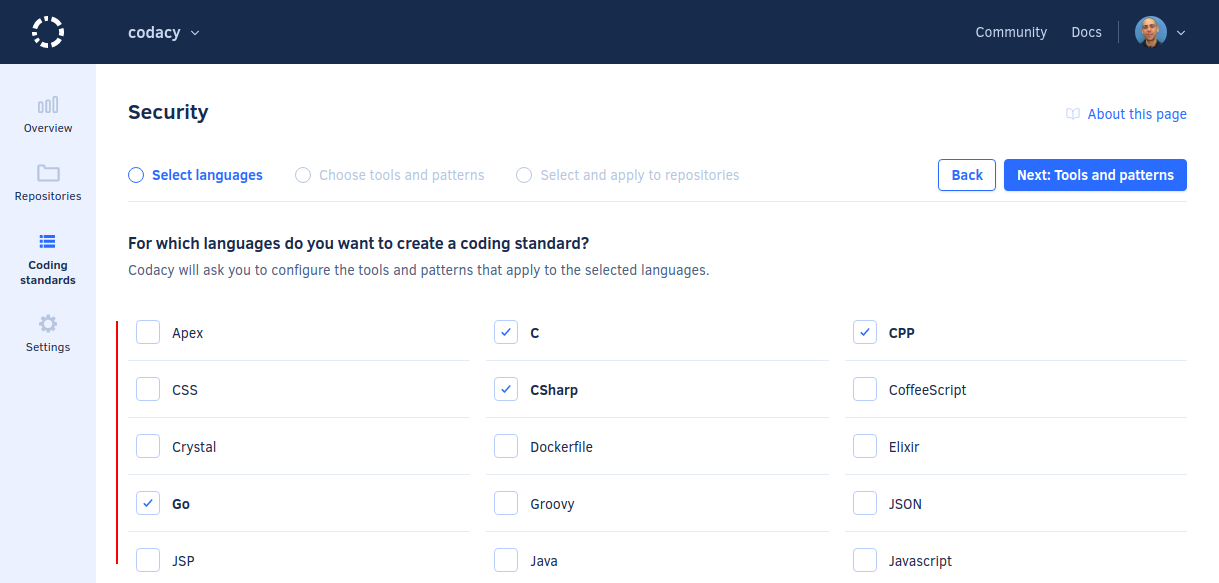 codacy
Community
Docs
Overview
Repositories
Coding
standards
Settings
Security
About this page
Select languages
Choose tools and patterns
Select and apply to repositories
Back
Next: Tools and patterns
For which languages do you want to create a coding standard?
Codacy will ask you to configure the tools and patterns that apply to the selected languages.
Apex
C
CPP
CSS
CSharp
CoffeeScript
Crystal
Dockerfile
Elixir
Go
Groovy
JSON
JSP
Java
Javascript